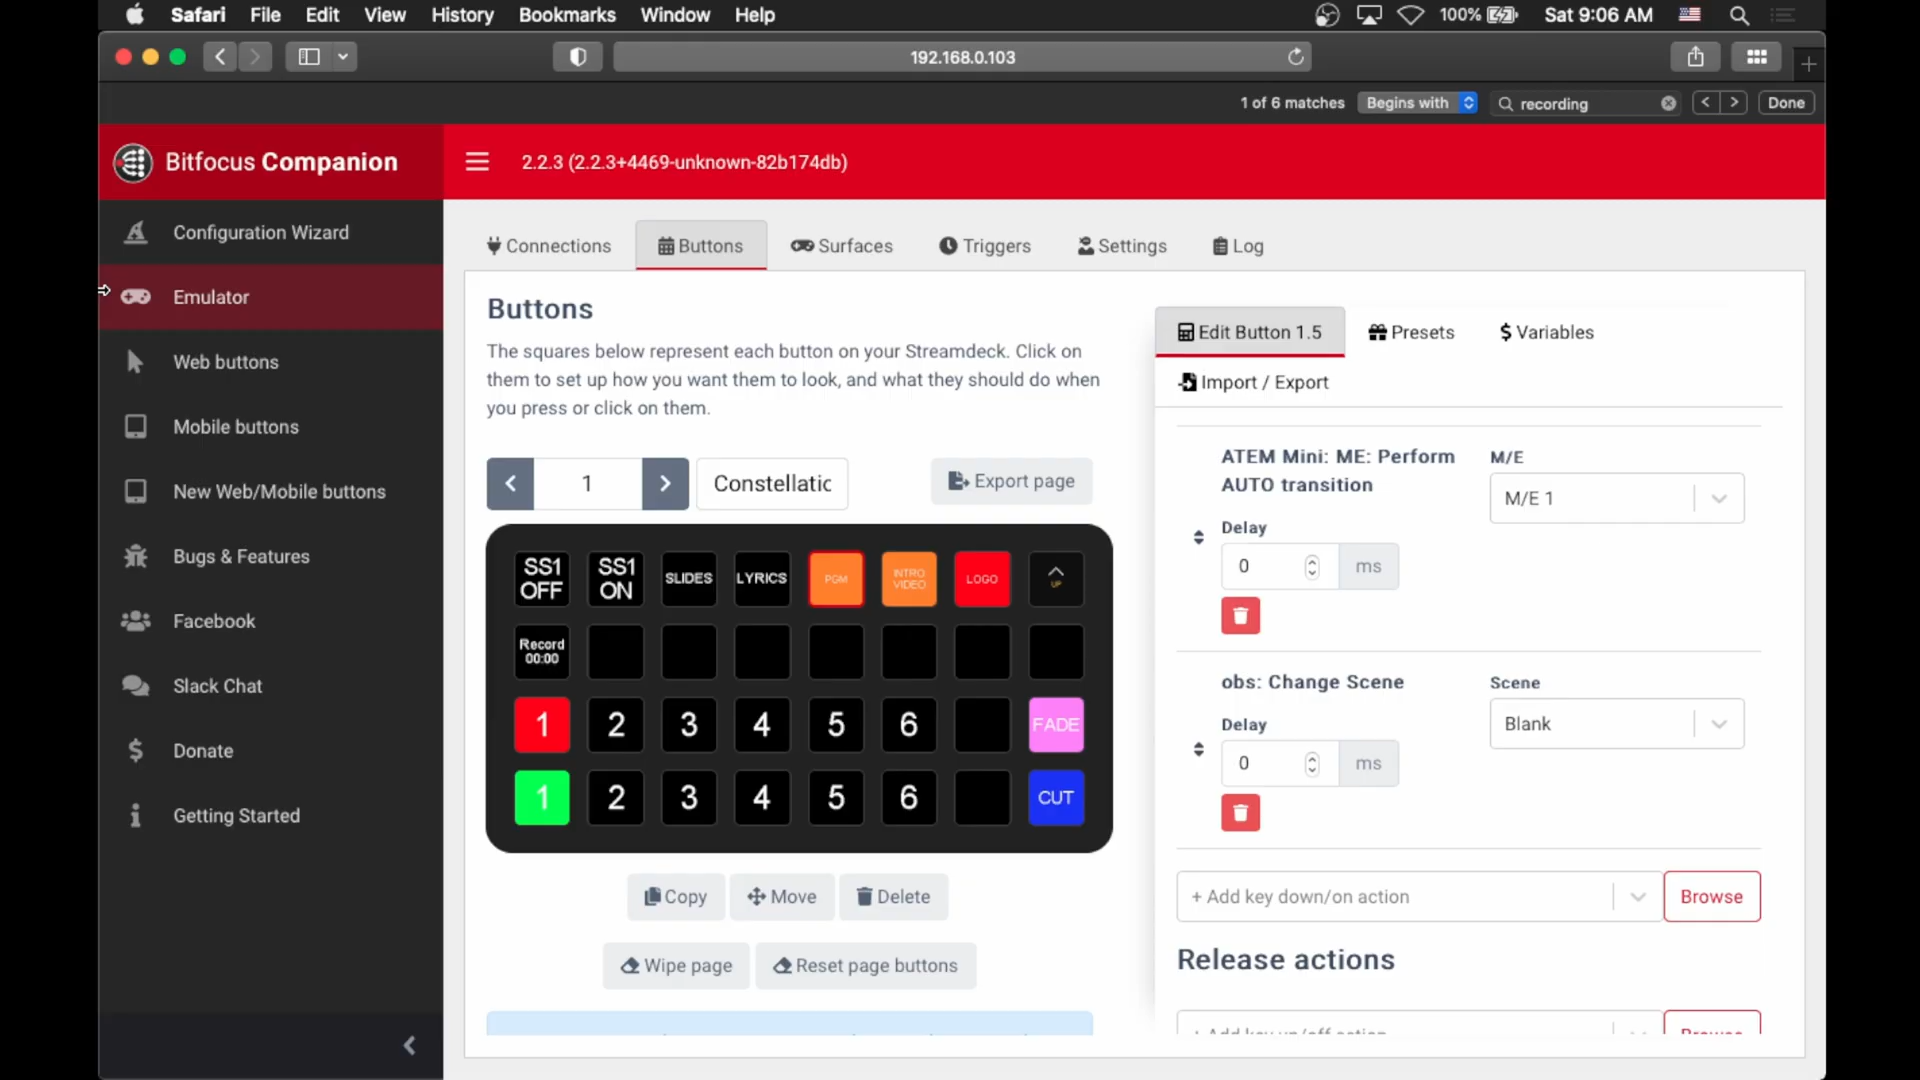 Safari File Edit View History Bookmarks Window Help 100% Sat 9:06 AM
192.168.0.103
1 of 6 matches Begins with recording Done
Bitfocus Companion
2.2.3 (2.2.3+4469-unknown-82b174db)
Configuration Wizard
Emulator
Web buttons
Mobile buttons
New Web/Mobile buttons
Bugs & Features
Facebook
Slack Chat
Donate
Getting Started
Connections Buttons Surfaces Triggers Settings Log
Buttons
The squares below represent each button on your Streamdeck. Click on
them to set up how you want them to look, and what they should do when
you press or click on them.
1 Constellatic Export page
SS1 OFF SS1 ON SLIDES LYRICS PGM INTRO VIDEO LOGO UP
Record 00:00
1 2 3 4 5 6 FADE
1 2 3 4 5 6 CUT
Copy Move Delete
Wipe page Reset page buttons
Edit Button 1.5 Presets $ Variables
Import / Export
ATEM Mini: ME: Perform
AUTO transition
M/E
M/E 1
Delay
0 ms
obs: Change Scene
Scene
Blank
Delay
0 ms
+ Add key down/on action Browse
Release actions
+ Add key up/off action Browse